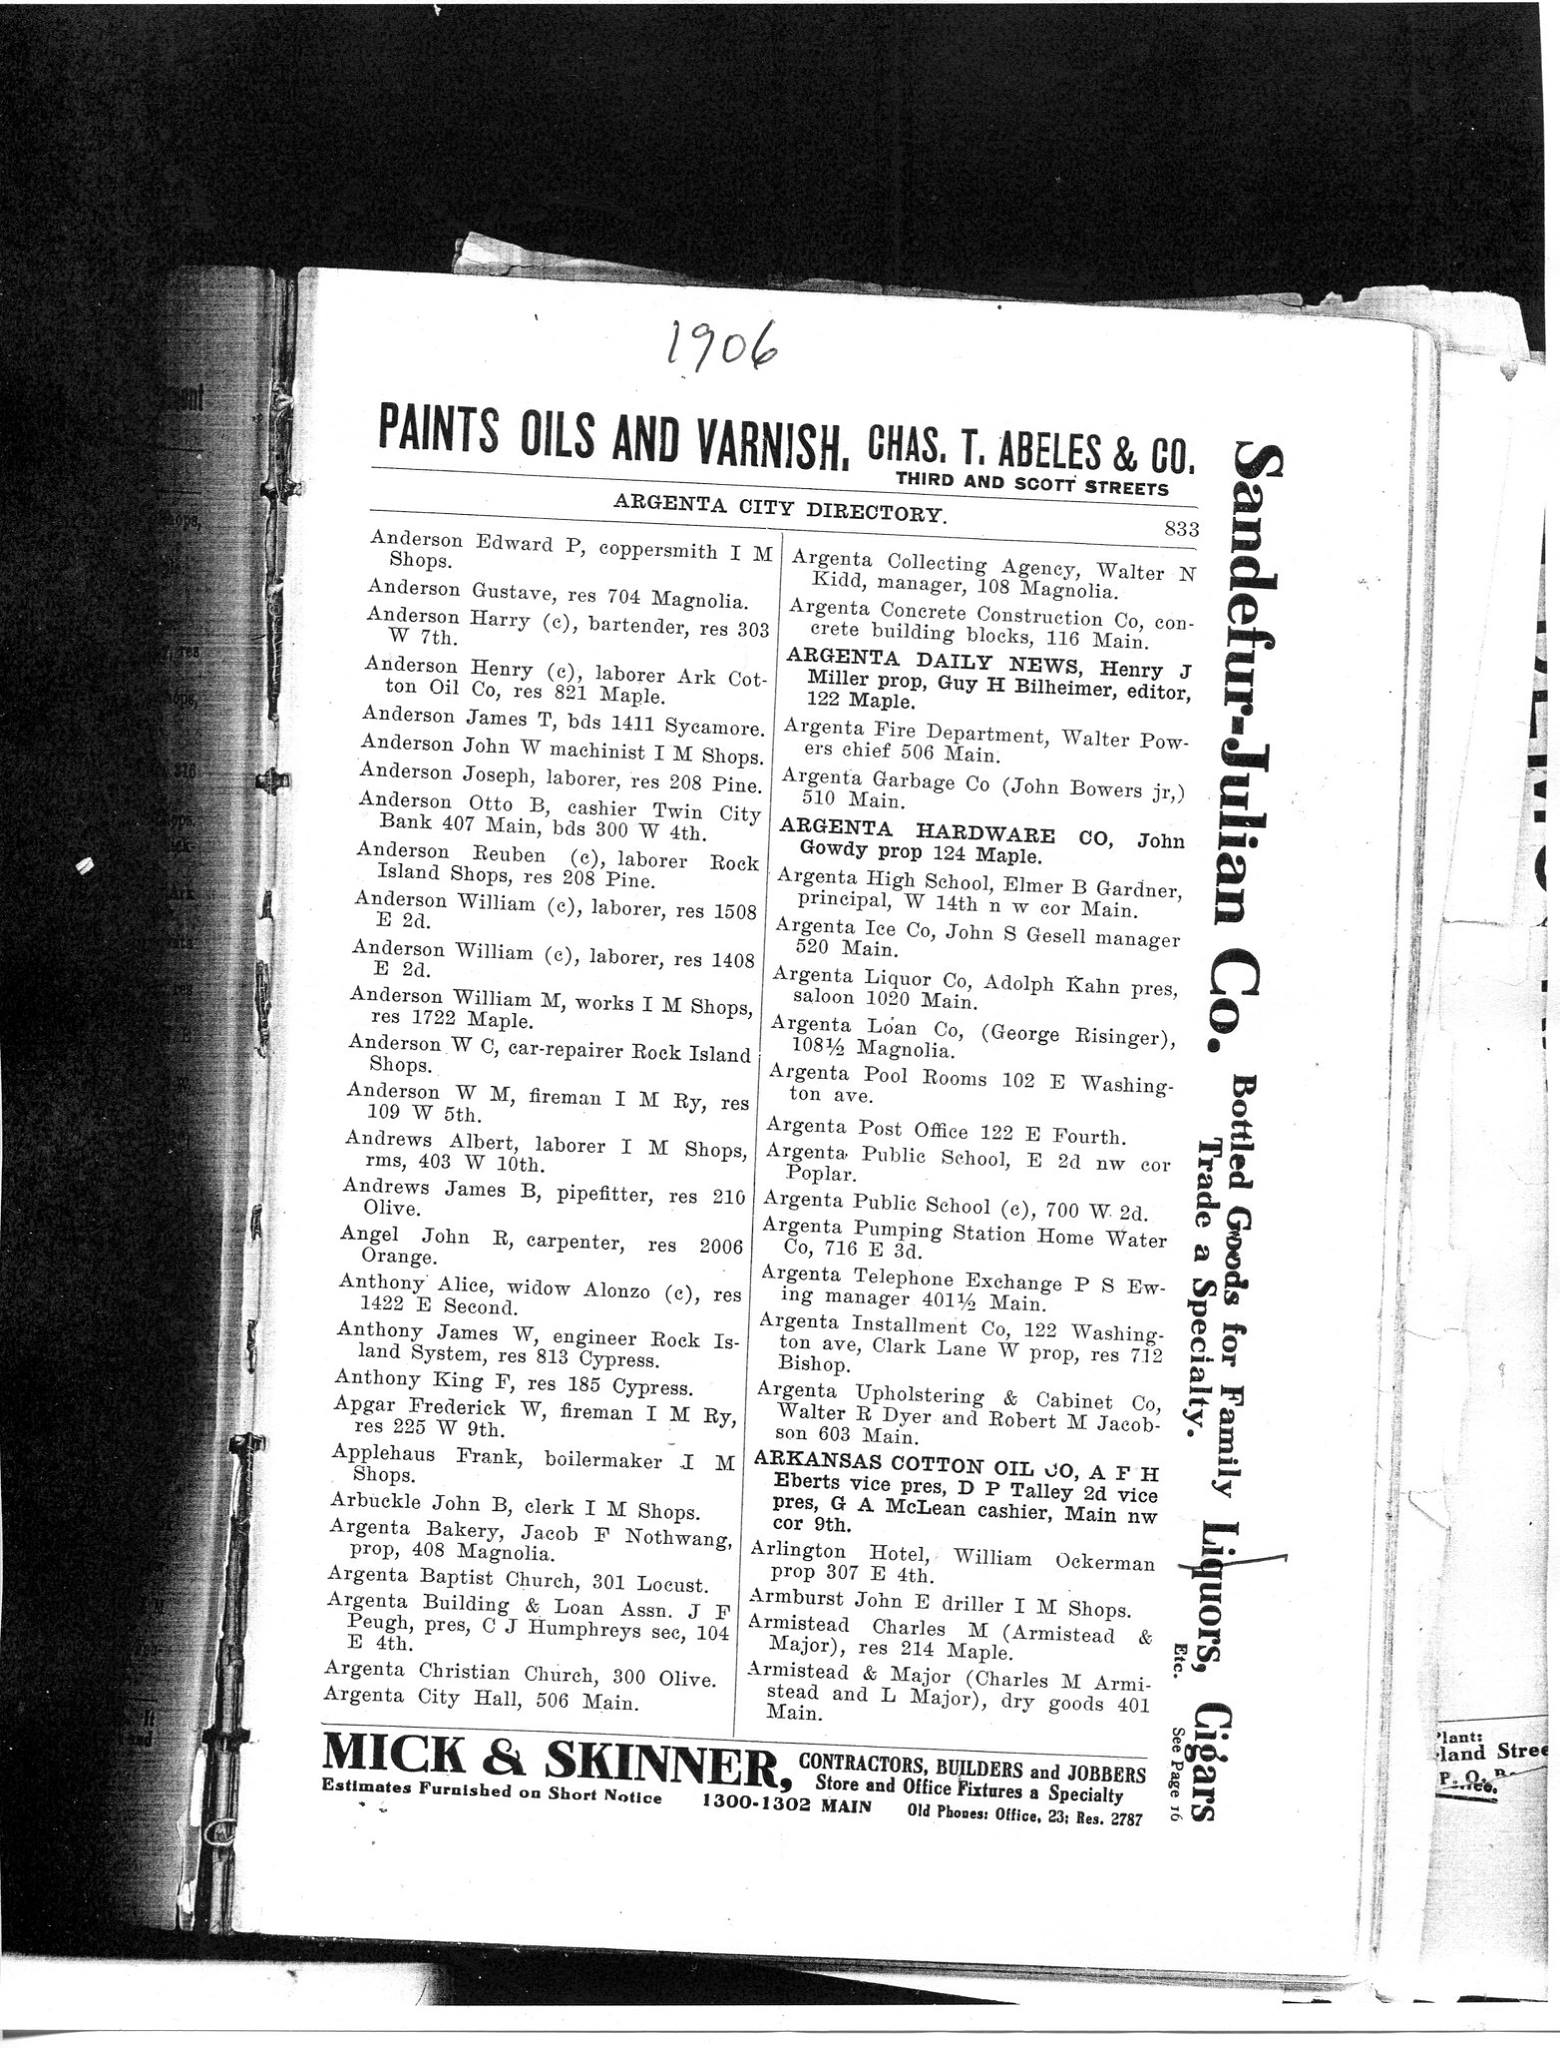 1906
PAINTS OILS AND VARNISH. CHAS. T. ABELES & CO.
THIRD AND SCOTT STREETS
ARGENTA CITY DIRECTORY. 833
Anderson Edward P, coppersmith I M
Shops.
Anderson Gustave, res 704 Magnolia.
Anderson Harry (c), bartender, res 303
W 7th.
Anderson Henry (c), laborer Ark Cot-
ton Oil Co, res 821 Maple.
Anderson James T, bds 1411 Sycamore.
Anderson John W machinist I M Shops.
Anderson Joseph, laborer, res 208 Pine.
Anderson Otto B, cashier Twin City
Bank 407 Main, bds 300 W 4th.
Anderson Reuben (c), laborer Rock
Island Shops, res 208 Pine.
Anderson William (c), laborer, res 1508
E 2d.
Anderson William (c), laborer, res 1408
E 2d.
Anderson William M, works I M Shops,
res 1722 Maple.
Anderson W C, car-repairer Rock Island
Shops.
Anderson W M, fireman I M Ry, res
109 W 5th.
Andrews Albert, laborer I M Shops,
rms, 403 W 10th.
Andrews James B, pipefitter, res 210
Olive.
Angel John R, carpenter, res 2006
Orange.
Anthony Alice, widow Alonzo (c), res
1422 E Second.
Anthony James W, engineer Rock Is-
land System, res 813 Cypress.
Anthony King F, res 185 Cypress.
Apgar Frederick W, fireman I M Ry,
res 225 W 9th.
Applehaus Frank, boilermaker I M
Shops.
Arbuckle John B, clerk I M Shops.
Argenta Bakery, Jacob F Nothwang,
prop, 408 Magnolia.
Argenta Baptist Church, 301 Locust.
Argenta Building & Loan Assn. J F
Peugh, pres, C J Humphreys sec, 104
E 4th.
Argenta Christian Church, 300 Olive.
Argenta City Hall, 506 Main.
Argenta Collecting Agency, Walter N
Kidd, manager, 108 Magnolia.
Argenta Concrete Construction Co, con-
crete building blocks, 116 Main.
ARGENTA DAILY NEWS, Henry J
Miller prop, Guy H Bilheimer, editor,
122 Maple.
Argenta Fire Department, Walter Pow-
ers chief 506 Main.
Argenta Garbage Co (John Bowers jr,)
510 Main.
ARGENTA HARDWARE CO, John
Gowdy prop 124 Maple.
Argenta High School, Elmer B Gardner,
principal, W 14th n w cor Main.
Argenta Ice Co, John S Gesell manager
520 Main.
Argenta Liquor Co, Adolph Kahn pres,
saloon 1020 Main.
Argenta Loan Co, (George Risinger),
108½ Magnolia.
Argenta Pool Rooms 102 E Washing-
ton ave.
Argenta Post Office 122 E Fourth.
Argenta Public School, E 2d nw cor
Poplar.
Argenta Public School (c), 700 W 2d.
Argenta Pumping Station Home Water
Co, 716 E 3d.
Argenta Telephone Exchange P S Ew-
ing manager 401½ Main.
Argenta Installment Co, 122 Washing-
ton ave, Clark Lane W prop, res 712
Bishop.
Argenta Upholstering & Cabinet Co,
Walter R Dyer and Robert M Jacob-
son 603 Main.
ARKANSAS COTTON OIL CO, A F H
Eberts vice pres, D P Talley 2d vice
pres, G A McLean cashier, Main nw
cor 9th.
Arlington Hotel, William Ockerman
prop 307 E 4th.
Armburst John E driller I M Shops.
Armistead Charles M (Armistead &
Major), res 214 Maple.
Armistead & Major (Charles M Armi-
stead and L Major), dry goods 401
Main.
Sandefur-Julian Co. Bottled Goods for Family
Trade a Specialty.
Liquors, Cigars
Etc. See Page 16
MICK & SKINNER, CONTRACTORS, BUILDERS and JOBBERS
Store and Office Fixtures a Specialty
Estimates Furnished on Short Notice 1300-1302 MAIN Old Phones: Office, 23; Res. 2787